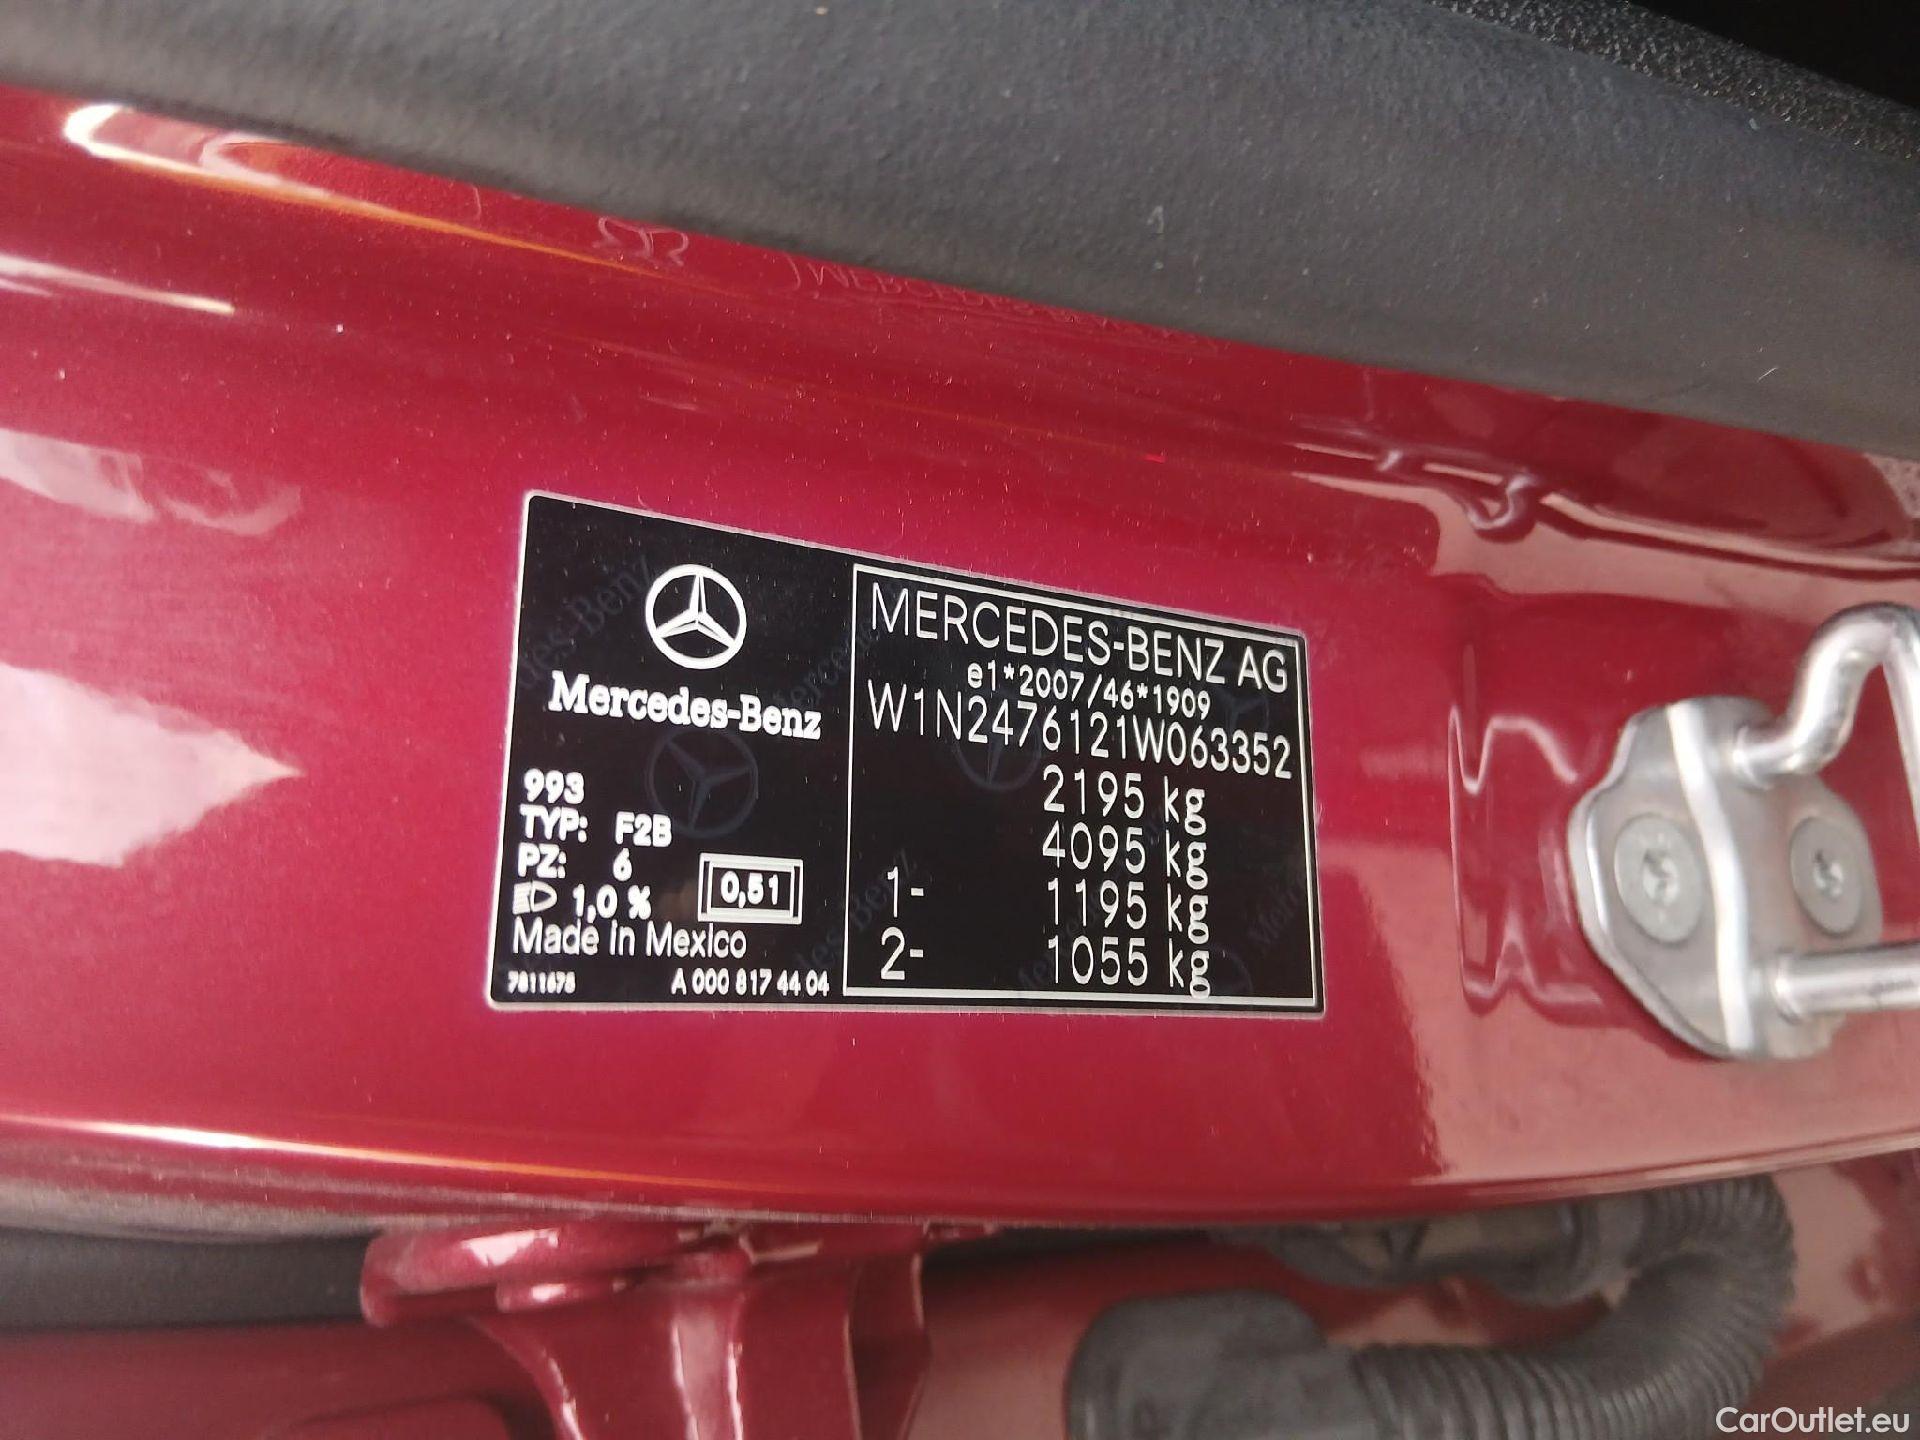 Mercedes-Benz
993
TYP: F2B
PZ: 6
1,0 %
0,51
Made in Mexico
7811678
A 000 817 44 04
MERCEDES-BENZ AG
e1*2007/46*1909
W1N2476121W063352
2195 kg
4095 kg
1- 1195 kg
2- 1055 kg
CarOutlet.eu